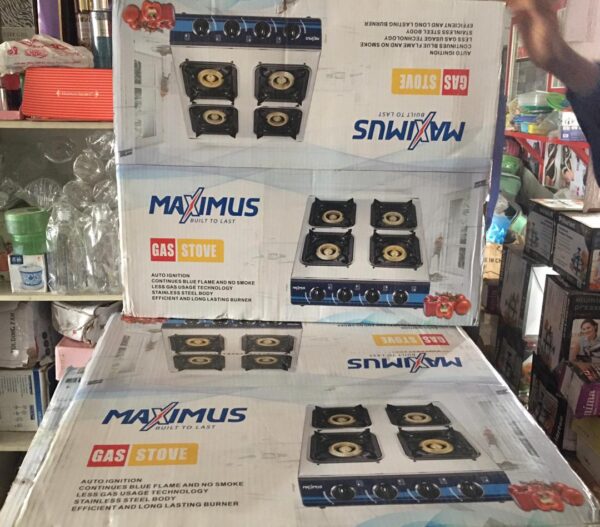 EFFICIENT AND LONG LASTING BURNER
STAINLESS STEEL BODY
LESS GAS USAGE TECHNOLOGY
CONTINUES BLUE FLAME AND NO SMOKE
AUTO IGNITION
GAS STOVE
BUILT TO LAST
MAXIMUS
MAXIMUS
BUILT TO LAST
GAS STOVE
AUTO IGNITION
CONTINUES BLUE FLAME AND NO SMOKE
LESS GAS USAGE TECHNOLOGY
STAINLESS STEEL BODY
EFFICIENT AND LONG LASTING BURNER
GAS STOVE
BUILT TO LAST
MAXIMUS
BUILT TO LAST
GAS STOVE
AUTO IGNITION
CONTINUES BLUE FLAME AND NO SMOKE
LESS GAS USAGE TECHNOLOGY
STAINLESS STEEL BODY
EFFICIENT AND LONG LASTING BURNER